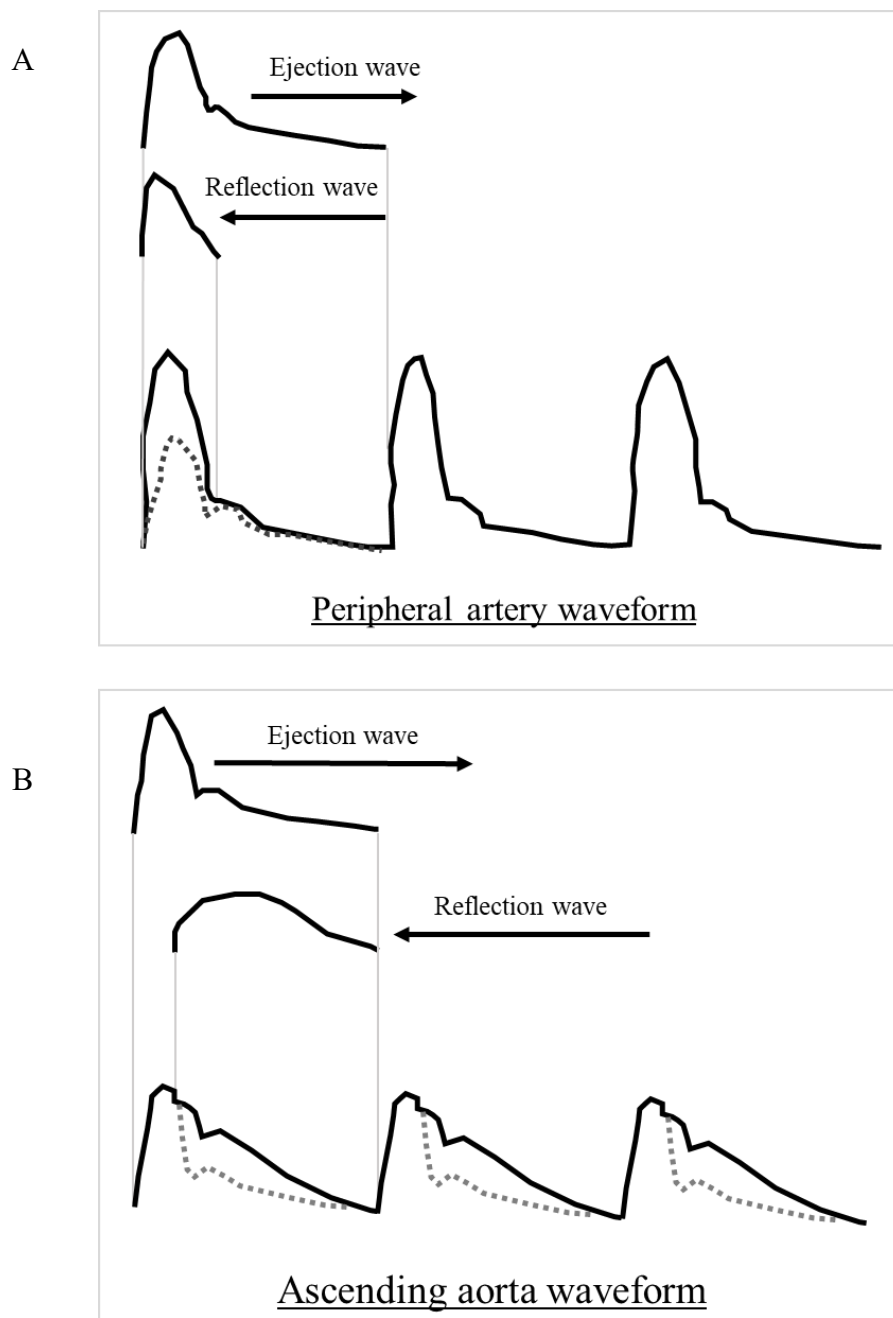 A
Ejection wave
Reflection wave
Peripheral artery waveform
B
Ejection wave
Reflection wave
Ascending aorta waveform